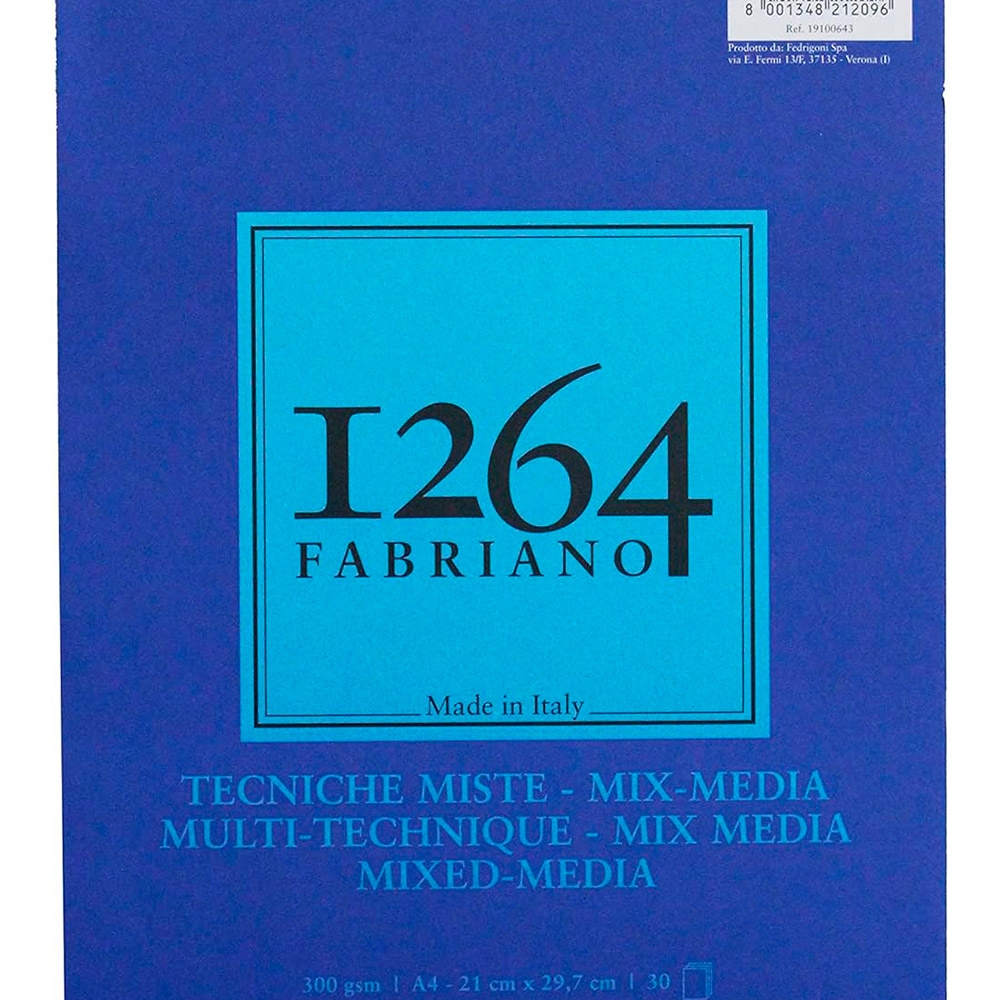 8 001348 212096
Ref. 19100643
Prodotto da: Fedrigoni Spa
via E. Fermi 13/F, 37135 - Verona (I)
1264
FABRIANO
Made in Italy
TECNICHE MISTE - MIX-MEDIA
MULTI-TECHNIQUE - MIX MEDIA
MIXED-MEDIA
300 gsm | A4 - 21 cm x 29,7 cm | 30